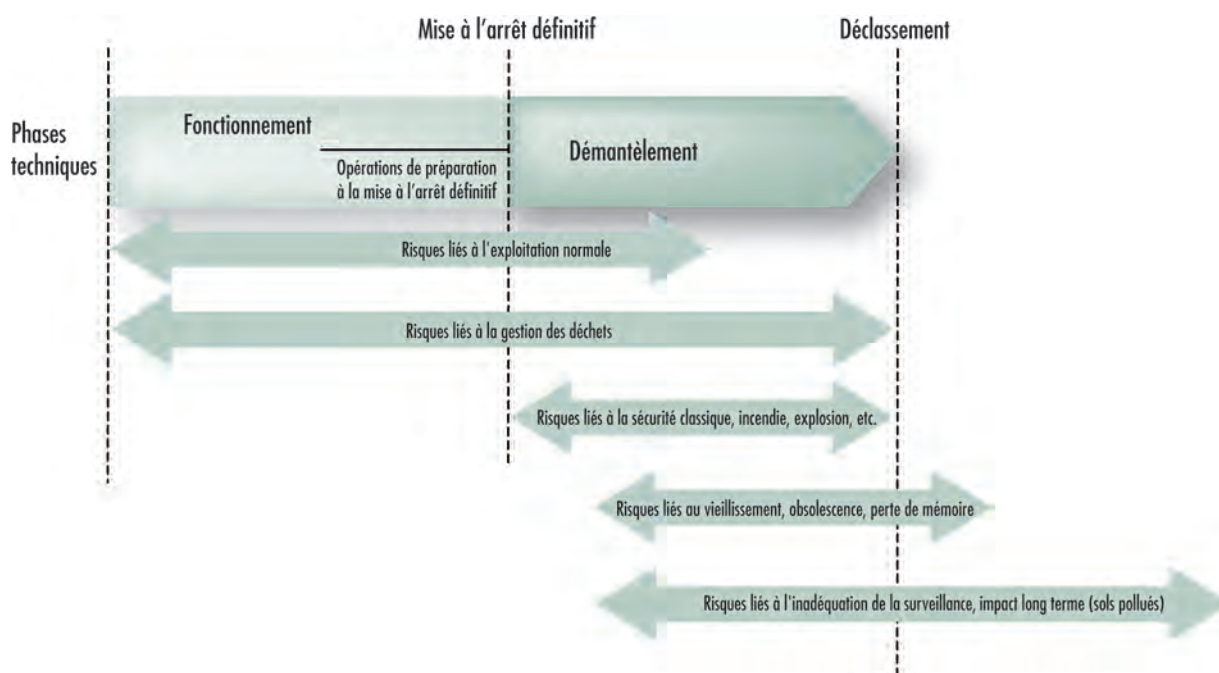 Mise à l’arrêt définitif
Déclassement
Phases
techniques
Fonctionnement
Opérations de préparation
à la mise à l’arrêt définitif
Démantèlement
Risques liés à l'exploitation normale
Risques liés à la gestion des déchets
Risques liés à la sécurité classique, incendie, explosion, etc.
Risques liés au vieillissement, obsolescence, perte de mémoire
Risques liés à l'inadéquation de la surveillance, impact long terme (sols pollués)